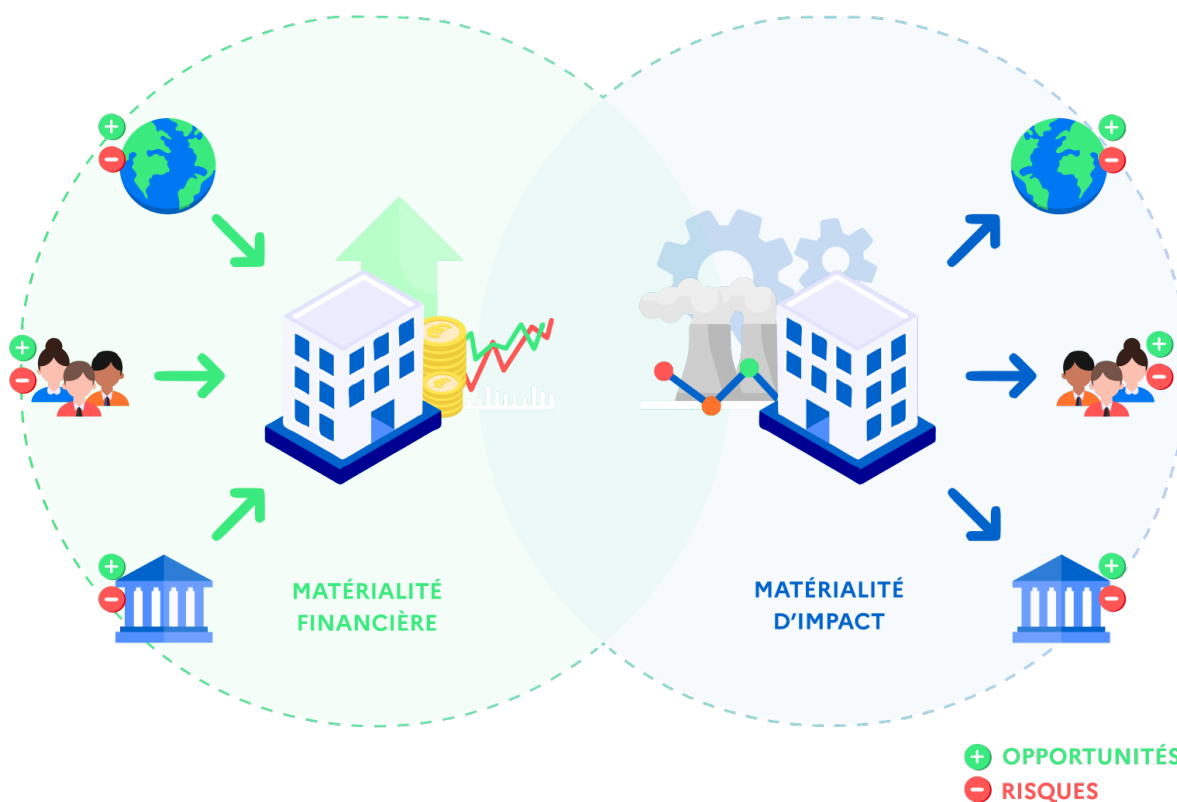 MATÉRIALITÉ
FINANCIÈRE
MATÉRIALITÉ
D'IMPACT
+ OPPORTUNITÉS
- RISQUES